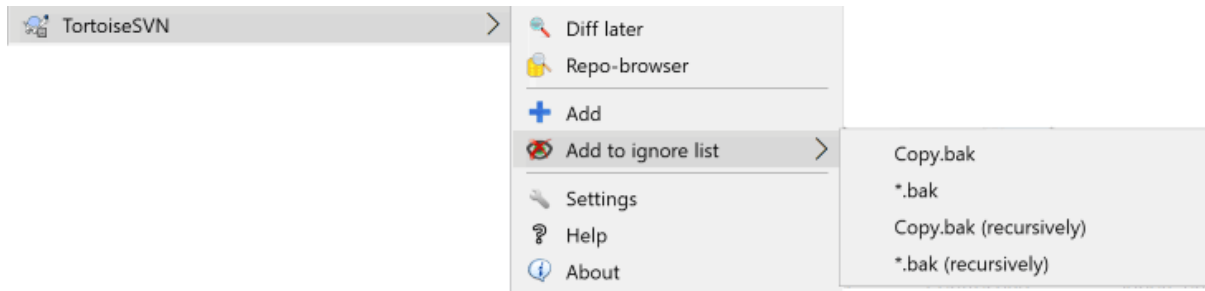 TortoiseSVN
Diff later
Repo-browser
Add
Add to ignore list
Copy.bak
*.bak
Copy.bak (recursively)
*.bak (recursively)
Settings
Help
About